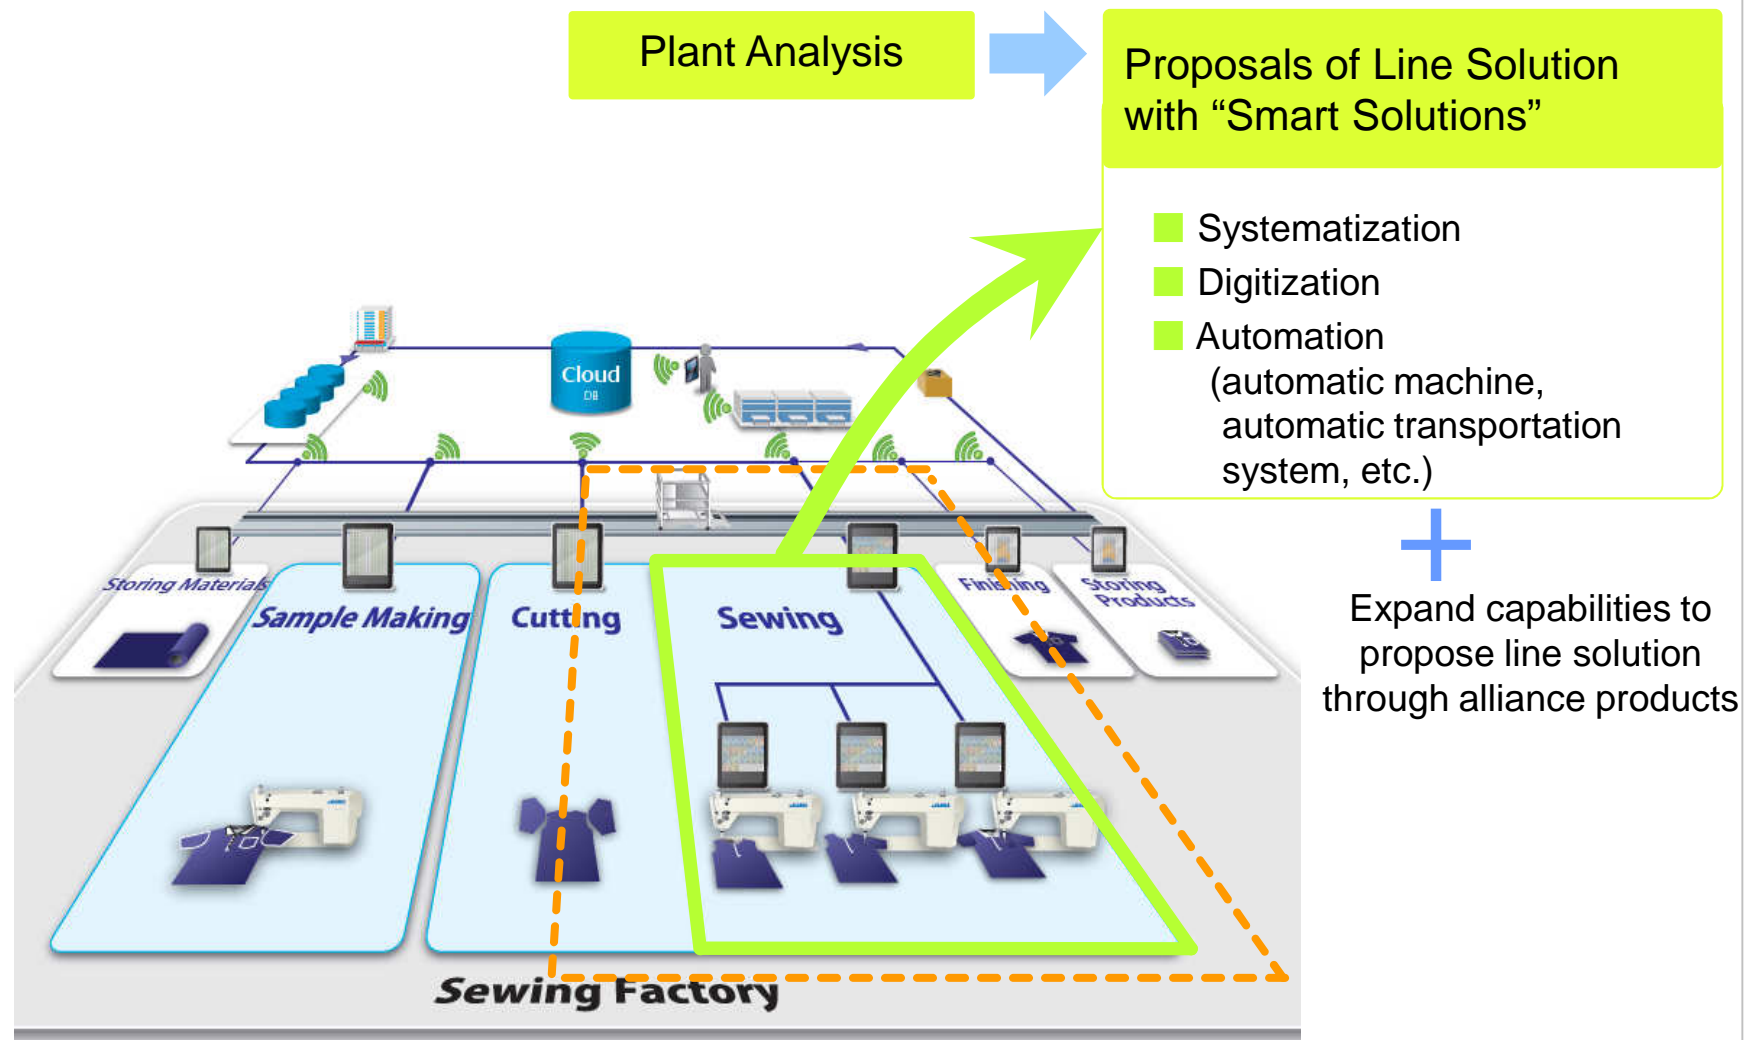 Plant Analysis
Proposals of Line Solution
with “Smart Solutions”
Systematization
Digitization
Automation
(automatic machine,
automatic transportation
system, etc.)
Expand capabilities to
propose line solution
through alliance products
Cloud
DB
Storing Materials
Sample Making
Cutting
Sewing
Finishing
Storing
Products
Sewing Factory